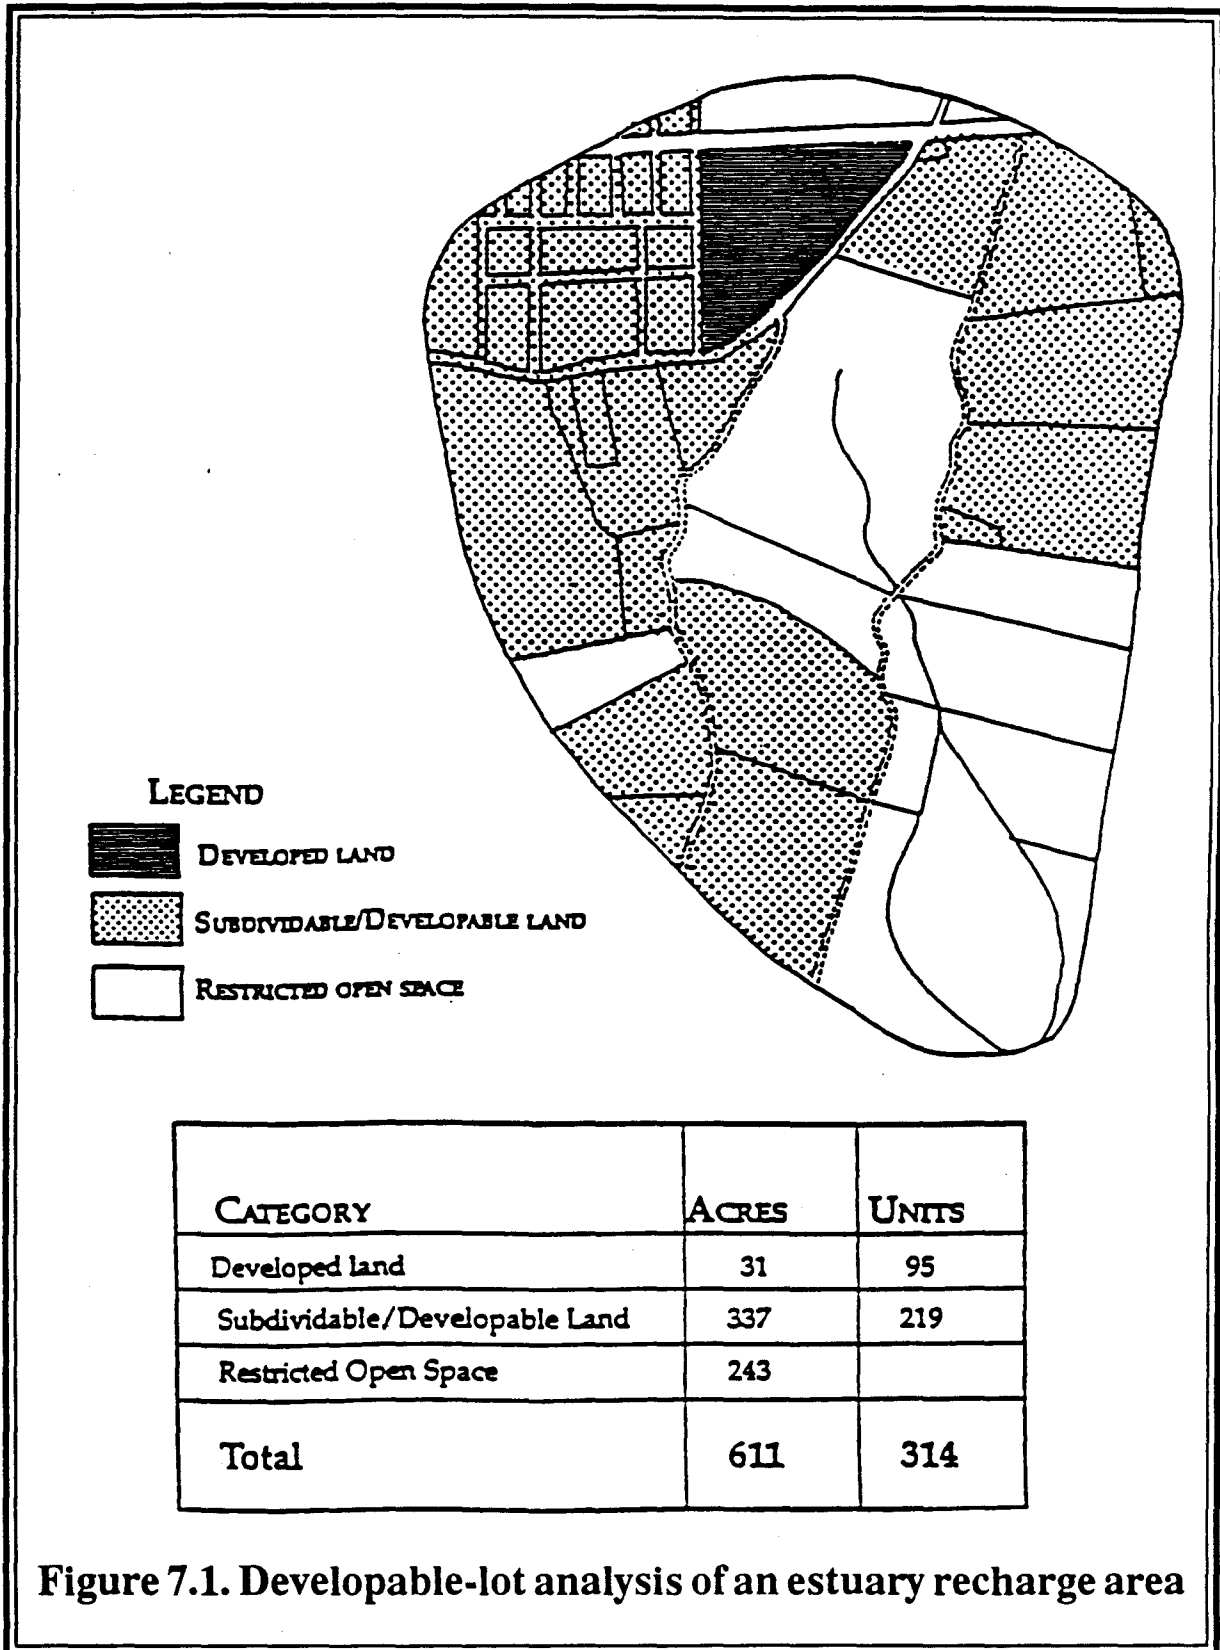 LEGEND
DEVELOPED LAND
SUBDIVIDABLE/DEVELOPABLE LAND
RESTRICTED OPEN SPACE
CATEGORY ACRES UNITS
Developed land 31 95
Subdividable/Developable Land 337 219
Restricted Open Space 243
Total 611 314
Figure 7.1. Developable-lot analysis of an estuary recharge area